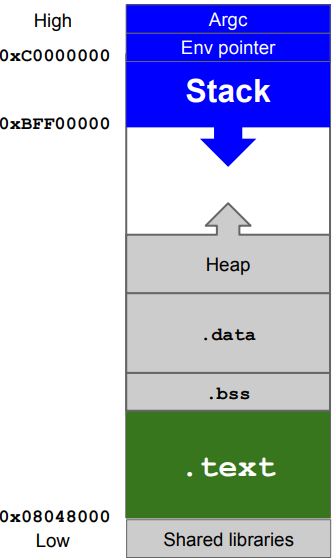 High
Argc
Env pointer
0xC0000000
Stack
0xBFF00000
Heap
.data
.bss
.text
0x08048000
Low
Shared libraries